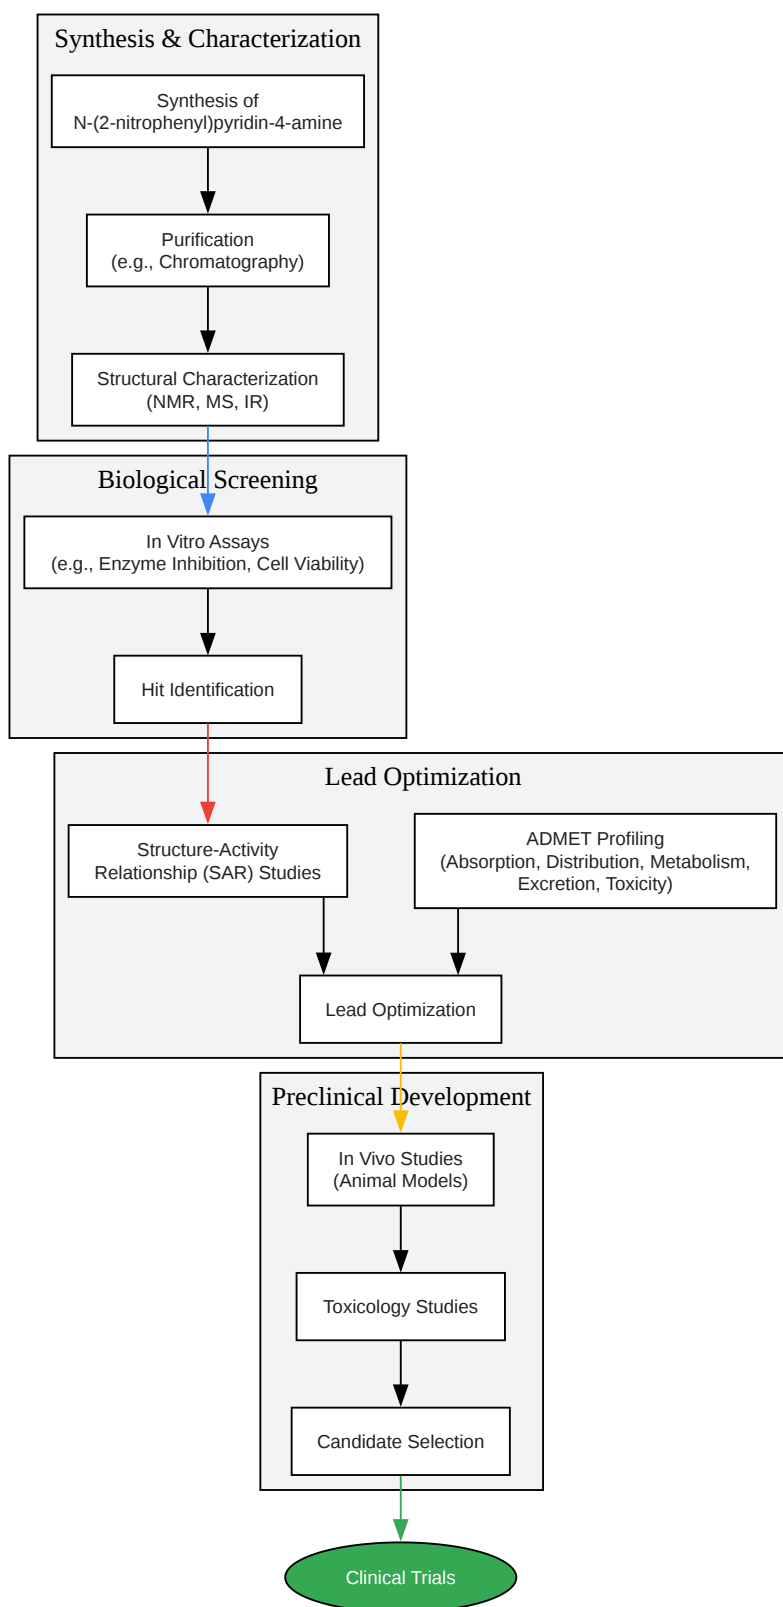 Synthesis & Characterization
Synthesis of
N-(2-nitrophenyl)pyridin-4-amine
Purification
(e.g., Chromatography)
Structural Characterization
(NMR, MS, IR)
Biological Screening
In Vitro Assays
(e.g., Enzyme Inhibition, Cell Viability)
Hit Identification
Lead Optimization
Structure-Activity
Relationship (SAR) Studies
ADMET Profiling
(Absorption, Distribution, Metabolism,
Excretion, Toxicity)
Lead Optimization
Preclinical Development
In Vivo Studies
(Animal Models)
Toxicology Studies
Candidate Selection
Clinical Trials